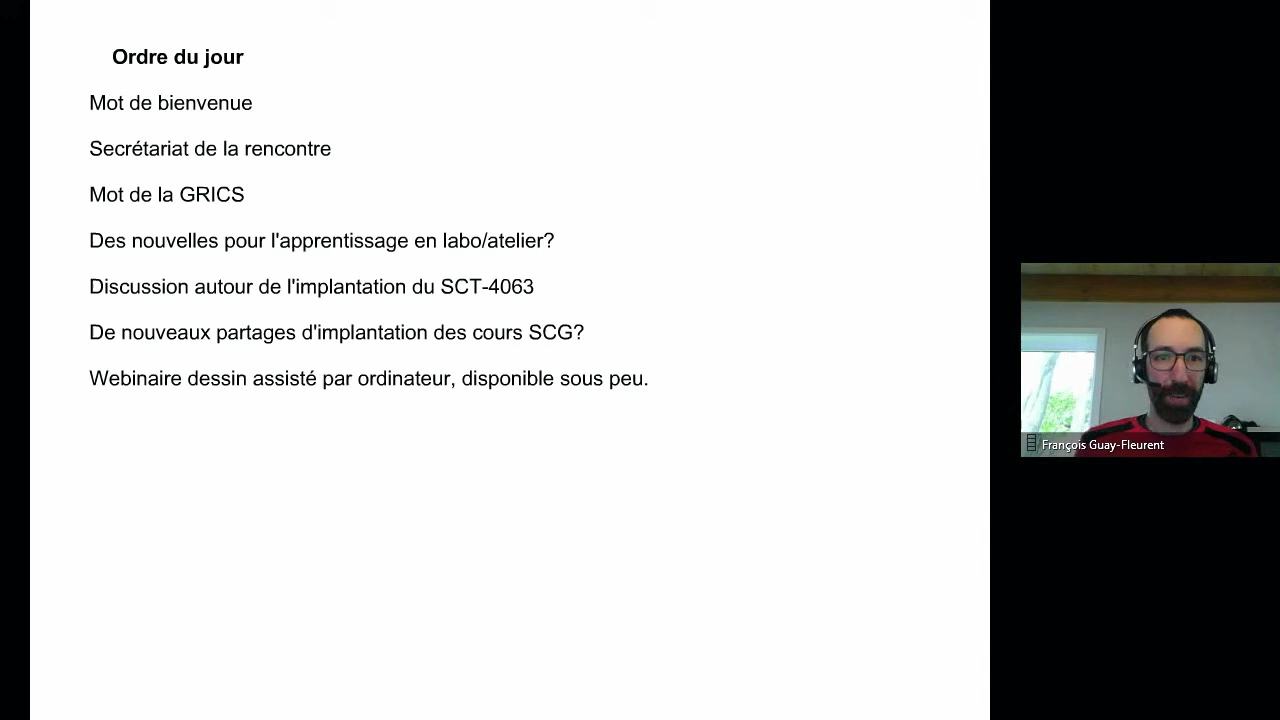 Ordre du jour
Mot de bienvenue
Secrétariat de la rencontre
Mot de la GRICS
Des nouvelles pour l'apprentissage en labo/atelier?
Discussion autour de l'implantation du SCT-4063
De nouveaux partages d'implantation des cours SCG?
Webinaire dessin assisté par ordinateur, disponible sous peu.
François Guay-Fleurent